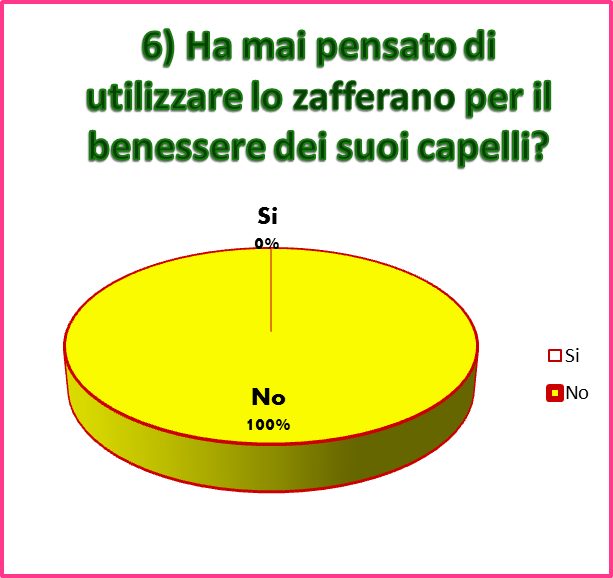 6) Ha mai pensato di
utilizzare lo zafferano per il
benessere dei suoi capelli?
Si
0%
No
100%
Si
No